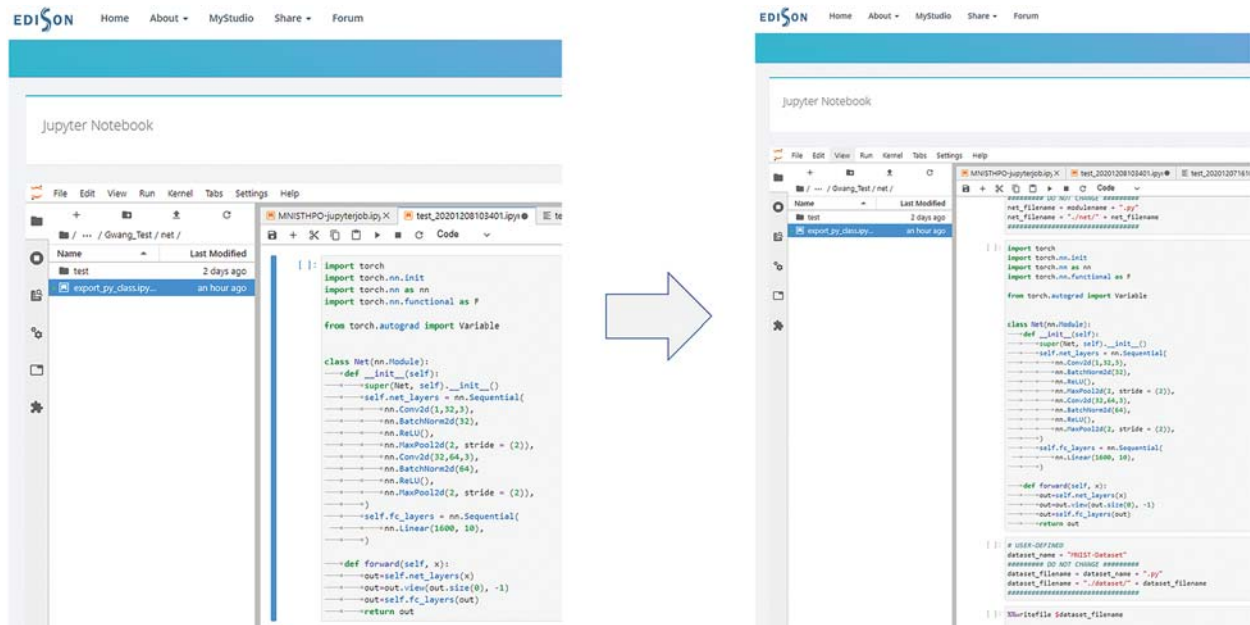 EDISON Home About MyStudio Share Forum
Jupyter Notebook
File Edit View Run Kernel Tabs Settings Help
/ ··· / Gwang_Test / net /
Name Last Modified
test 2 days ago
export_py_class.ipy... an hour ago
MNISTHPO-jupyterjob.ipy test_20201208103401.ipy te
Code
[ ]: import torch
import torch.nn.init
import torch.nn as nn
import torch.nn.functional as F
from torch.autograd import Variable
class Net(nn.Module):
def __init__(self):
super(Net, self).__init__()
self.net_layers = nn.Sequential(
nn.Conv2d(1,32,3),
nn.BatchNorm2d(32),
nn.ReLU(),
nn.MaxPool2d(2, stride = (2)),
nn.Conv2d(32,64,3),
nn.BatchNorm2d(64),
nn.ReLU(),
nn.MaxPool2d(2, stride = (2)),
)
self.fc_layers = nn.Sequential(
nn.Linear(1600, 10),
)
def forward(self, x):
out=self.net_layers(x)
out=out.view(out.size(0), -1)
out=self.fc_layers(out)
return out
EDISON Home About MyStudio Share Forum
Jupyter Notebook
File Edit View Run Kernel Tabs Settings Help
/ ··· / Gwang_Test / net /
Name Last Modified
test 2 days ago
export_py_class.ipy... an hour ago
MNISTHPO-jupyterjob.ipy test_20201208103401.ipy test_202012071610
Code
######### DO NOT CHANGE #########
net_filename = modulename + ".py"
net_filename = "./net/" + net_filename
#################################
[ ]: import torch
import torch.nn.init
import torch.nn as nn
import torch.nn.functional as F
from torch.autograd import Variable
class Net(nn.Module):
def __init__(self):
super(Net, self).__init__()
self.net_layers = nn.Sequential(
nn.Conv2d(1,32,3),
nn.BatchNorm2d(32),
nn.ReLU(),
nn.MaxPool2d(2, stride = (2)),
nn.Conv2d(32,64,3),
nn.BatchNorm2d(64),
nn.ReLU(),
nn.MaxPool2d(2, stride = (2)),
)
self.fc_layers = nn.Sequential(
nn.Linear(1600, 10),
)
def forward(self, x):
out=self.net_layers(x)
out=out.view(out.size(0), -1)
out=self.fc_layers(out)
return out
[ ]: # USER-DEFINED
dataset_name = "MNIST-Dataset"
######### DO NOT CHANGE #########
dataset_filename = dataset_name + ".py"
dataset_filename = "./dataset/" + dataset_filename
#################################
[ ]: %%writefile $dataset_filename